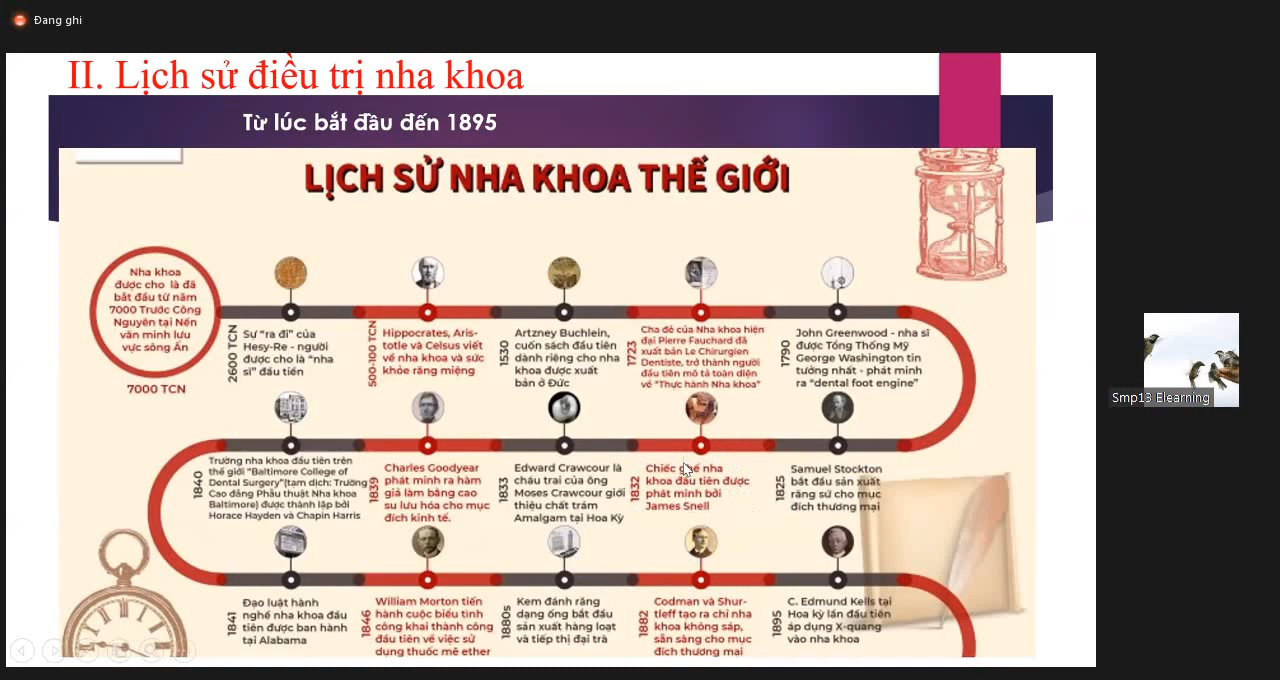 Đang ghi
II. Lịch sử điều trị nha khoa
Từ lúc bắt đầu đến 1895
LỊCH SỬ NHA KHOA THẾ GIỚI
Nha khoa
được cho là đã
bắt đầu từ năm
7000 Trước Công
Nguyên tại Nền
văn minh lưu
vực sông Ấn
7000 TCN
2600 TCN
Sự “ra đi” của
Hesy-Re - người
được cho là “nha
sĩ” đầu tiên
500-100 TCN
Hippocrates, Aris-
totle và Celsus viết
về nha khoa và sức
khỏe răng miệng
1530
Artzney Buchlein,
cuốn sách đầu tiên
dành riêng cho nha
khoa được xuất
bản ở Đức
1723
Cha đẻ của Nha khoa hiện
đại Pierre Fauchard đã
xuất bản Le Chirurgien
Dentiste, trở thành người
đầu tiên mô tả toàn diện
về “Thực hành Nha khoa”
1790
John Greenwood - nha sĩ
được Tổng Thống Mỹ
George Washington tin
tưởng nhất - phát minh
ra “dental foot engine”
1840
Trường nha khoa đầu tiên trên
thế giới “Baltimore College of
Dental Surgery”(tạm dịch: Trường
Cao đẳng Phẫu thuật Nha khoa
Baltimore) được thành lập bởi
Horace Hayden và Chapin Harris
1839
Charles Goodyear
phát minh ra hàm
giả làm bằng cao
su lưu hóa cho mục
đích kinh tế.
1833
Edward Crawcour là
cháu trai của ông
Moses Crawcour giới
thiệu chất trám
Amalgam tại Hoa Kỳ
1832
Chiếc ghế nha
khoa đầu tiên được
phát minh bởi
James Snell
1825
Samuel Stockton
bắt đầu sản xuất
răng sứ cho mục
đích thương mại
1841
Đạo luật hành
nghề nha khoa đầu
tiên được ban hành
tại Alabama
1846
William Morton tiến
hành cuộc biểu tình
công khai thành công
đầu tiên về việc sử
dụng thuốc mê ether
1880s
Kem đánh răng
dạng ống bắt đầu
sản xuất hàng loạt
và tiếp thị đại trà
1882
Codman và Shur-
tleff tạo ra chỉ nha
khoa không sáp,
sẵn sàng cho mục
đích thương mại
1895
C. Edmund Kells tại
Hoa kỳ lần đầu tiên
áp dụng X-quang
vào nha khoa
Smp13 Elearning